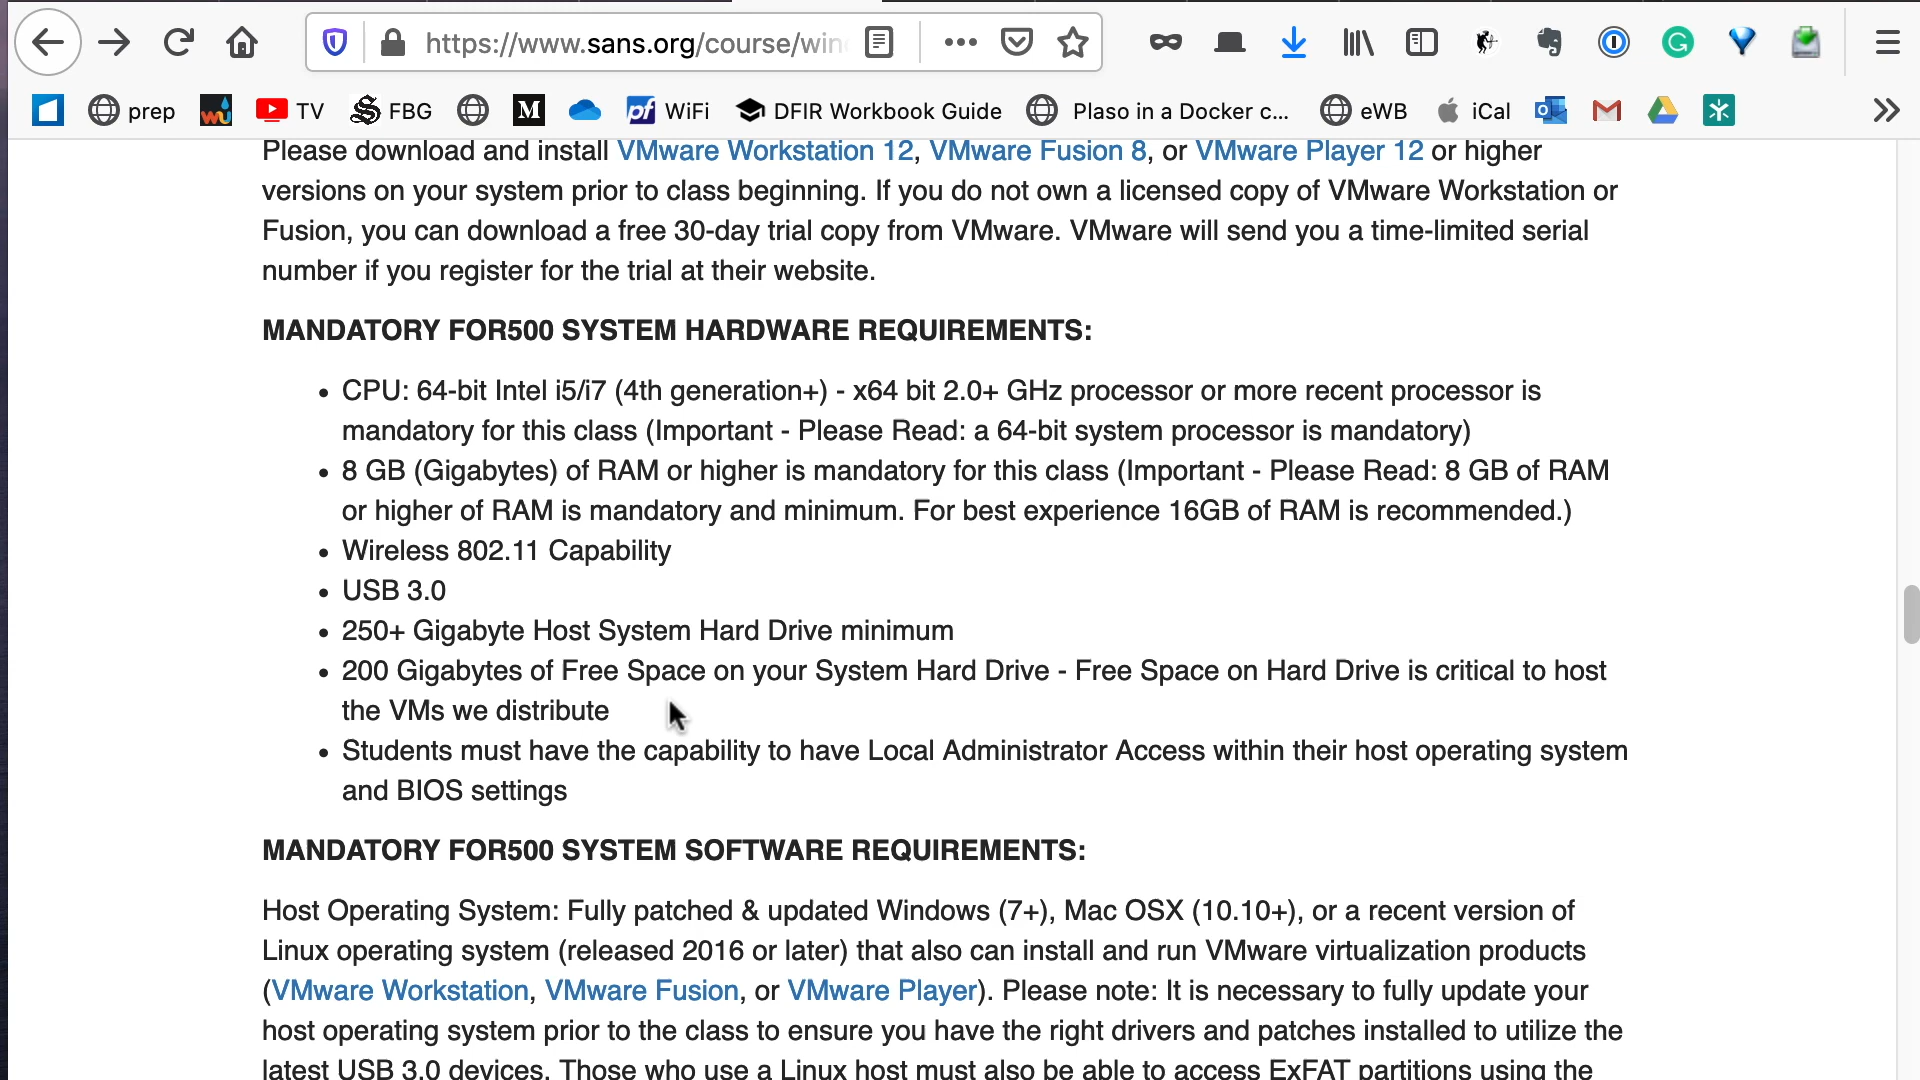 https://www.sans.org/course/wind
prep
TV
FBG
M
pf WiFi
DFIR Workbook Guide
Plaso in a Docker c...
eWB
iCal
Please download and install VMware Workstation 12, VMware Fusion 8, or VMware Player 12 or higher
versions on your system prior to class beginning. If you do not own a licensed copy of VMware Workstation or
Fusion, you can download a free 30-day trial copy from VMware. VMware will send you a time-limited serial
number if you register for the trial at their website.
MANDATORY FOR500 SYSTEM HARDWARE REQUIREMENTS:
• CPU: 64-bit Intel i5/i7 (4th generation+) - x64 bit 2.0+ GHz processor or more recent processor is
mandatory for this class (Important - Please Read: a 64-bit system processor is mandatory)
• 8 GB (Gigabytes) of RAM or higher is mandatory for this class (Important - Please Read: 8 GB of RAM
or higher of RAM is mandatory and minimum. For best experience 16GB of RAM is recommended.)
• Wireless 802.11 Capability
• USB 3.0
• 250+ Gigabyte Host System Hard Drive minimum
• 200 Gigabytes of Free Space on your System Hard Drive - Free Space on Hard Drive is critical to host
the VMs we distribute
• Students must have the capability to have Local Administrator Access within their host operating system
and BIOS settings
MANDATORY FOR500 SYSTEM SOFTWARE REQUIREMENTS:
Host Operating System: Fully patched & updated Windows (7+), Mac OSX (10.10+), or a recent version of
Linux operating system (released 2016 or later) that also can install and run VMware virtualization products
(VMware Workstation, VMware Fusion, or VMware Player). Please note: It is necessary to fully update your
host operating system prior to the class to ensure you have the right drivers and patches installed to utilize the
latest USB 3.0 devices. Those who use a Linux host must also be able to access ExFAT partitions using the